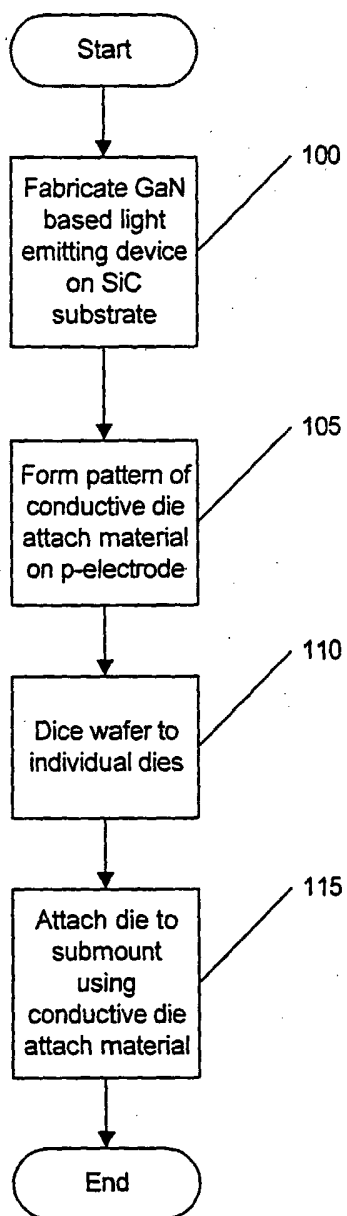 Start
100
Fabricate GaN
based light
emitting device
on SiC
substrate
105
Form pattern of
conductive die
attach material
on p-electrode
110
Dice wafer to
individual dies
115
Attach die to
submount
using
conductive die
attach material
End